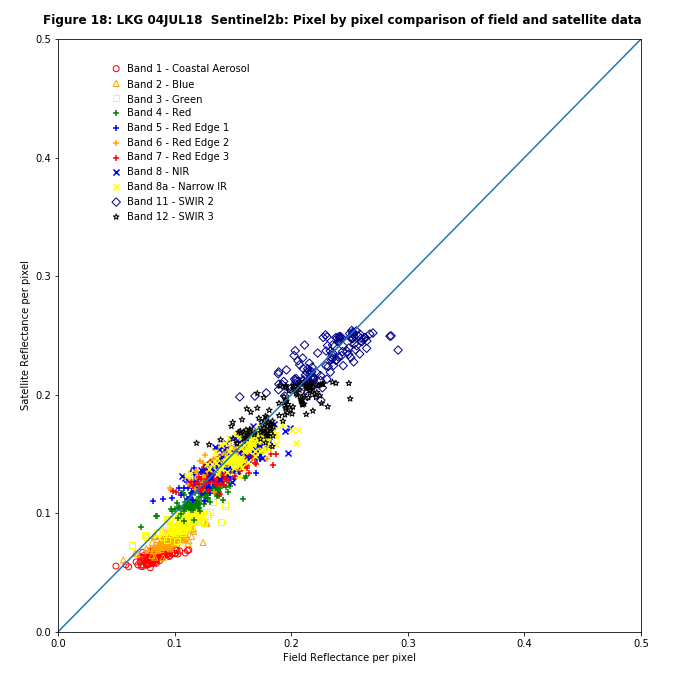 Figure 18: LKG 04JUL18  Sentinel2b: Pixel by pixel comparison of field and satellite data
0.5
Band 1 - Coastal Aerosol
Band 2 - Blue
Band 3 - Green
Band 4 - Red
Band 5 - Red Edge 1
Band 6 - Red Edge 2
Band 7 - Red Edge 3
Band 8 - NIR
Band 8a - Narrow IR
Band 11 - SWIR 2
Band 12 - SWIR 3
0.4
0.3
0.2
0.1
0.0
Satellite Reflectance per pixel
0.0 0.1 0.2 0.3 0.4 0.5
Field Reflectance per pixel